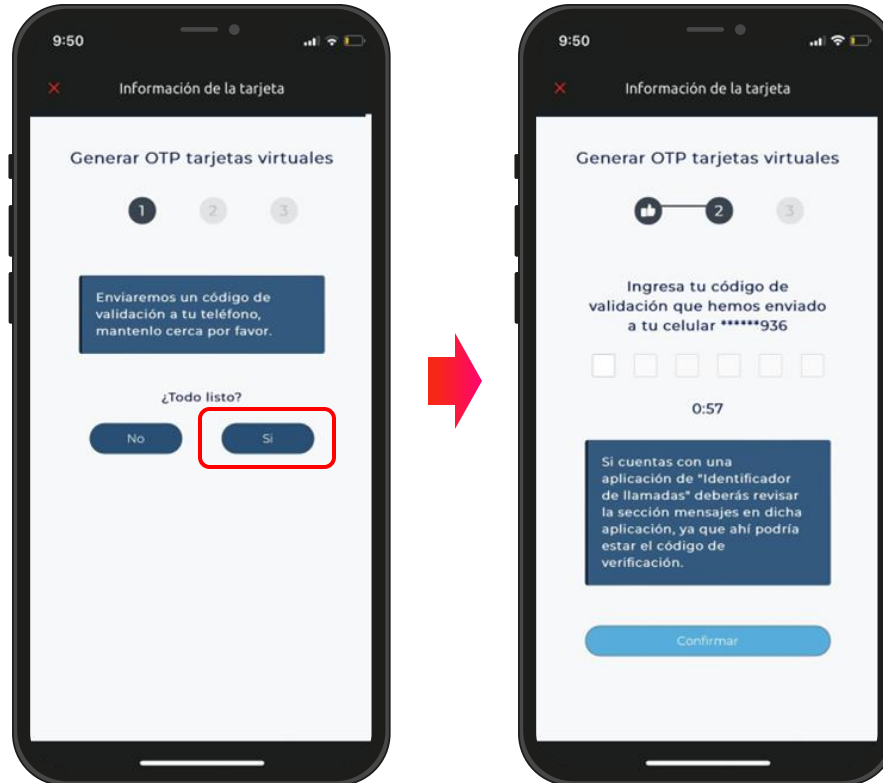 9:50
Información de la tarjeta
Generar OTP tarjetas virtuales
1 2 3
Enviaremos un código de
validación a tu teléfono,
mantenlo cerca por favor.
¿Todo listo?
No Si
9:50
Información de la tarjeta
Generar OTP tarjetas virtuales
2 3
Ingresa tu código de
validación que hemos enviado
a tu celular ******936
0:57
Si cuentas con una
aplicación de "Identificador
de llamadas" deberás revisar
la sección mensajes en dicha
aplicación, ya que ahí podría
estar el código de
verificación.
Confirmar